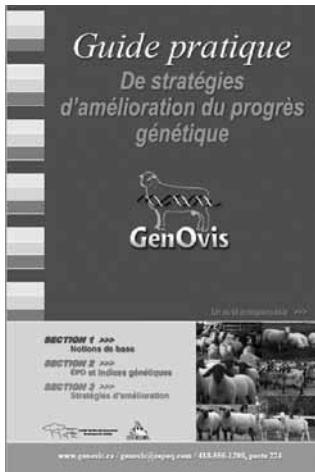 Guide pratique
De stratégies
d'amélioration du progrès
génétique
GenOvis
SECTION 1 >>>
Notions de base
SECTION 2 >>>
ÉPD et indices génétiques
SECTION 3 >>>
Stratégies d'amélioration